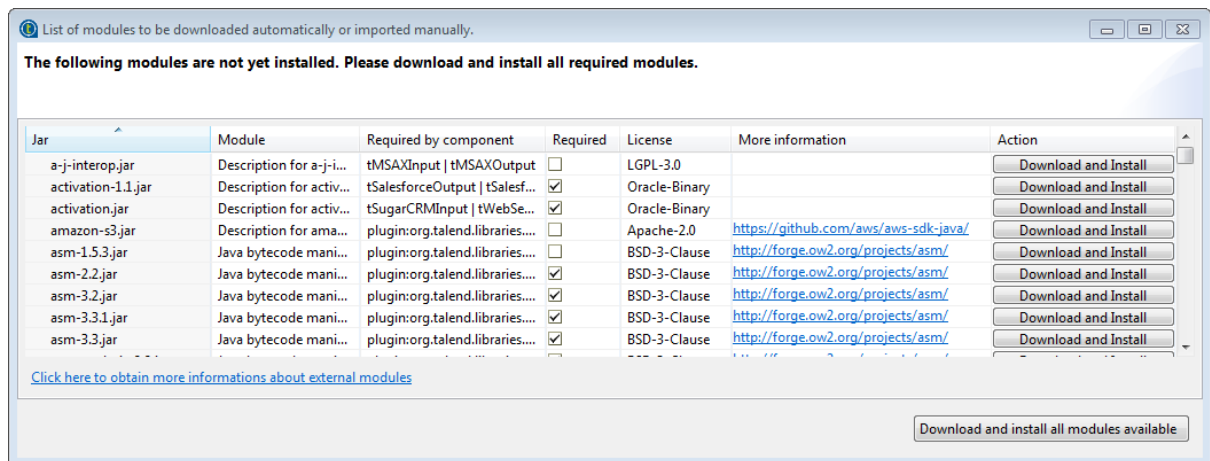 List of modules to be downloaded automatically or imported manually.
The following modules are not yet installed. Please download and install all required modules.
Jar Module Required by component Required License More information Action
a-j-interop.jar Description for a-j-i... tMSAXInput | tMSAXOutput LGPL-3.0 Download and Install
activation-1.1.jar Description for activ... tSalesforceOutput | tSalesf... Oracle-Binary Download and Install
activation.jar Description for activ... tSugarCRMInput | tWebSe... Oracle-Binary Download and Install
amazon-s3.jar Description for ama... plugin:org.talend.libraries.... Apache-2.0 https://github.com/aws/aws-sdk-java/ Download and Install
asm-1.5.3.jar Java bytecode mani... plugin:org.talend.libraries.... BSD-3-Clause http://forge.ow2.org/projects/asm/ Download and Install
asm-2.2.jar Java bytecode mani... plugin:org.talend.libraries.... BSD-3-Clause http://forge.ow2.org/projects/asm/ Download and Install
asm-3.2.jar Java bytecode mani... plugin:org.talend.libraries.... BSD-3-Clause http://forge.ow2.org/projects/asm/ Download and Install
asm-3.3.1.jar Java bytecode mani... plugin:org.talend.libraries.... BSD-3-Clause http://forge.ow2.org/projects/asm/ Download and Install
asm-3.3.jar Java bytecode mani... plugin:org.talend.libraries.... BSD-3-Clause http://forge.ow2.org/projects/asm/ Download and Install
Click here to obtain more informations about external modules
Download and install all modules available